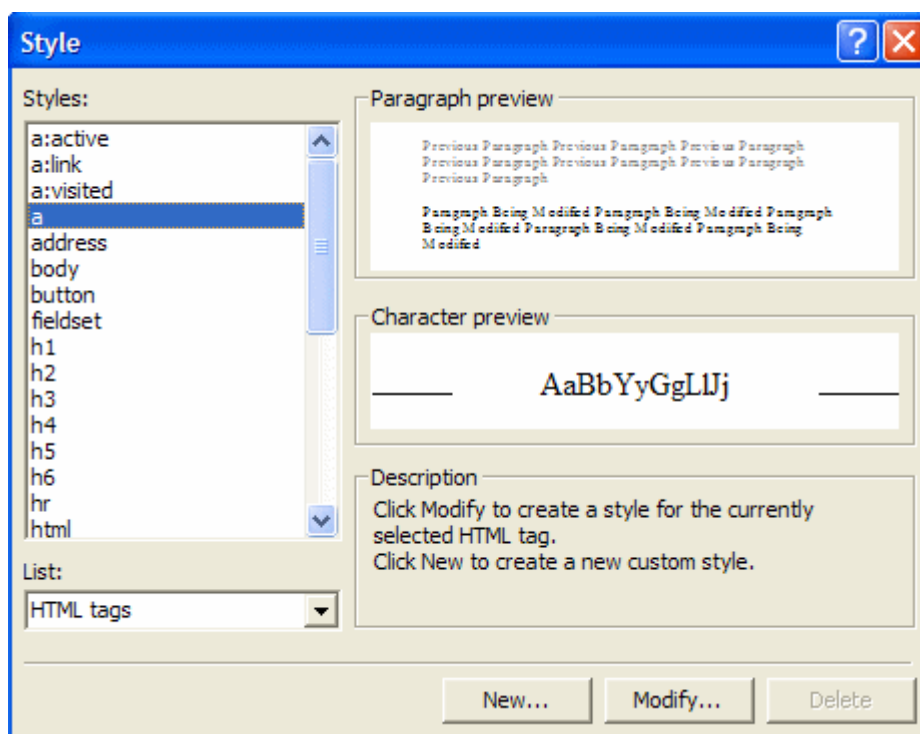 Style
Styles:
a:active
a:link
a:visited
a
address
body
button
fieldset
h1
h2
h3
h4
h5
h6
hr
html
List:
HTML tags
Paragraph preview
Previous Paragraph Previous Paragraph Previous Paragraph
Previous Paragraph Previous Paragraph Previous Paragraph
Previous Paragraph
Paragraph Being Modified Paragraph Being Modified Paragraph
Being Modified Paragraph Being Modified Paragraph Being
Modified
Character preview
AaBbYyGgLlJj
Description
Click Modify to create a style for the currently
selected HTML tag.
Click New to create a new custom style.
New...
Modify...
Delete